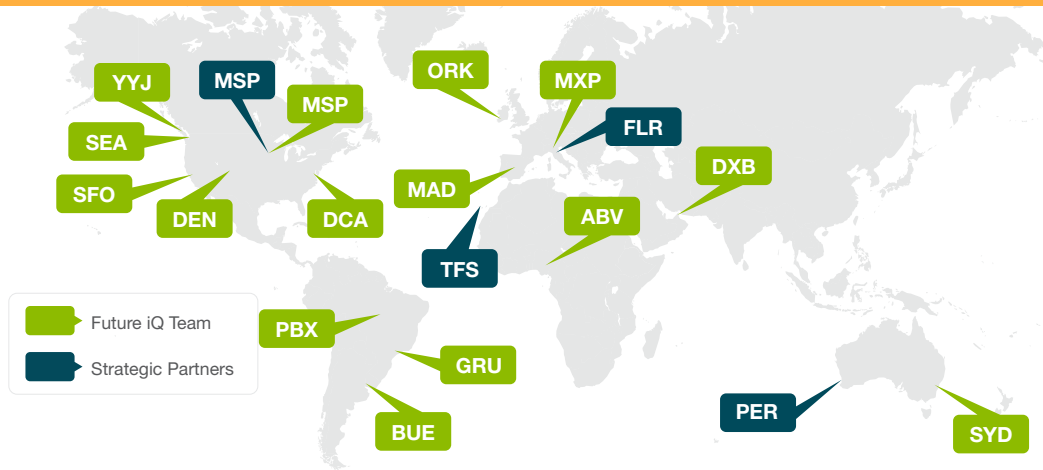 YYJ
MSP
MSP
ORK
MXP
SEA
FLR
SFO
DEN
DCA
MAD
DXB
ABV
TFS
Future iQ Team
Strategic Partners
PBX
GRU
BUE
PER
SYD